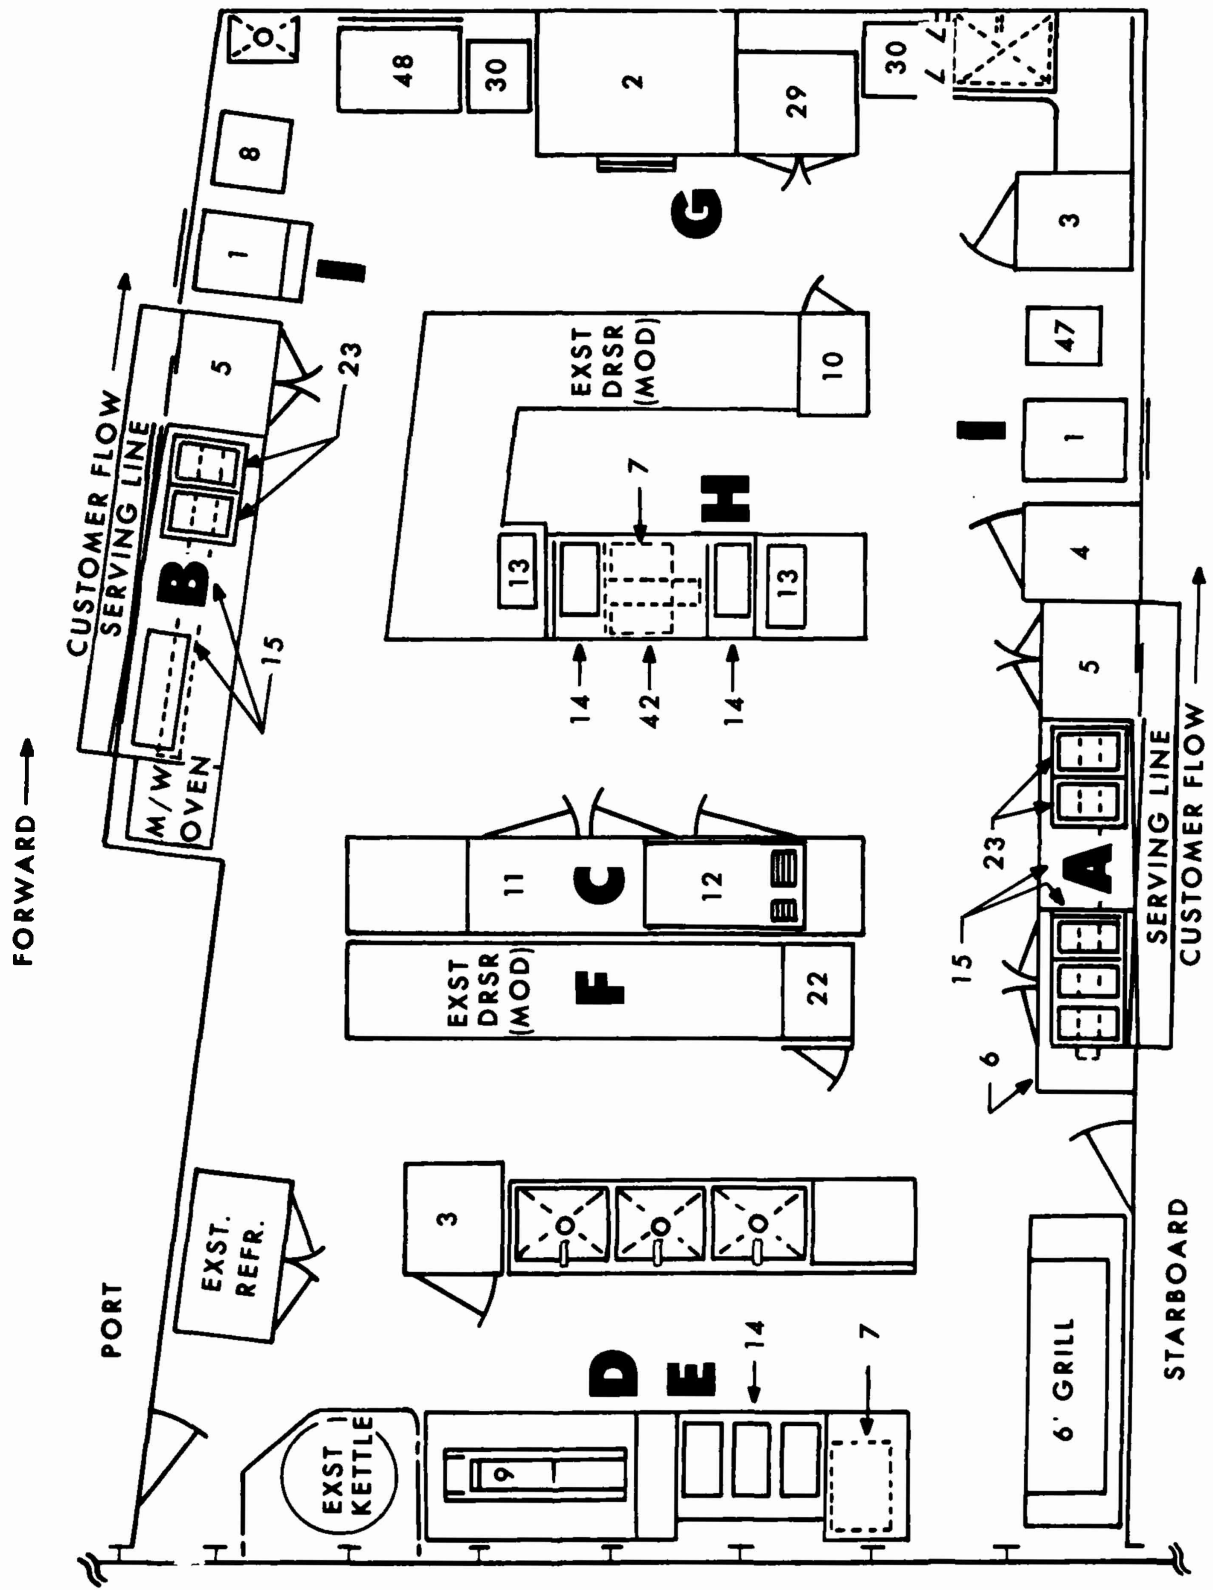 FORWARD
PORT
STARBOARD
CUSTOMER FLOW
SERVING LINE
M/W
OVEN
B
15
23
5
1
I
8
48
30
2
29
30
G
3
47
1
I
4
5
10
EXST
DRSR
(MOD)
7
H
13
13
14
42
14
11
C
12
EXST
DRSR
(MOD)
F
22
23
15
A
6
SERVING LINE
CUSTOMER FLOW
EXST.
REFR.
3
D
E
14
7
9
EXST
KETTLE
6' GRILL